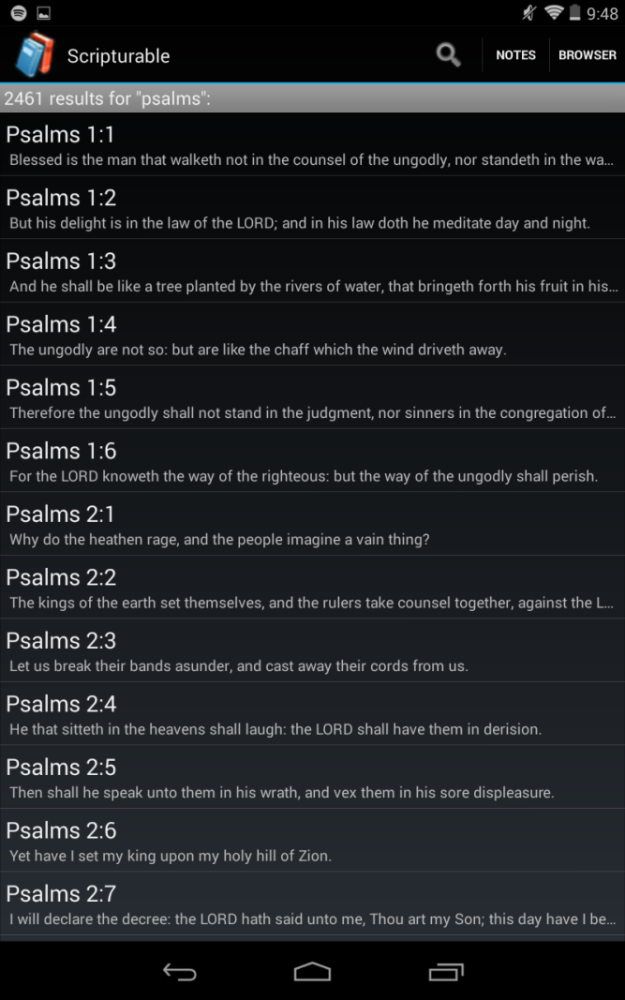 9:48
Scripturable
NOTES
BROWSER
2461 results for "psalms":
Psalms 1:1
Blessed is the man that walketh not in the counsel of the ungodly, nor standeth in the wa...
Psalms 1:2
But his delight is in the law of the LORD; and in his law doth he meditate day and night.
Psalms 1:3
And he shall be like a tree planted by the rivers of water, that bringeth forth his fruit in his...
Psalms 1:4
The ungodly are not so: but are like the chaff which the wind driveth away.
Psalms 1:5
Therefore the ungodly shall not stand in the judgment, nor sinners in the congregation of...
Psalms 1:6
For the LORD knoweth the way of the righteous: but the way of the ungodly shall perish.
Psalms 2:1
Why do the heathen rage, and the people imagine a vain thing?
Psalms 2:2
The kings of the earth set themselves, and the rulers take counsel together, against the L...
Psalms 2:3
Let us break their bands asunder, and cast away their cords from us.
Psalms 2:4
He that sitteth in the heavens shall laugh: the LORD shall have them in derision.
Psalms 2:5
Then shall he speak unto them in his wrath, and vex them in his sore displeasure.
Psalms 2:6
Yet have I set my king upon my holy hill of Zion.
Psalms 2:7
I will declare the decree: the LORD hath said unto me, Thou art my Son; this day have I be...